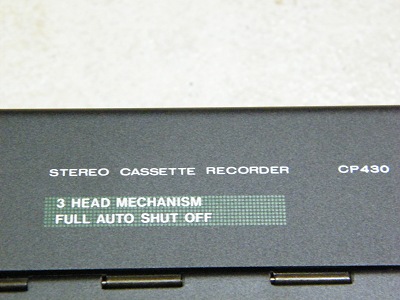 STEREO CASSETTE RECORDER CP430
3 HEAD MECHANISM
FULL AUTO SHUT OFF